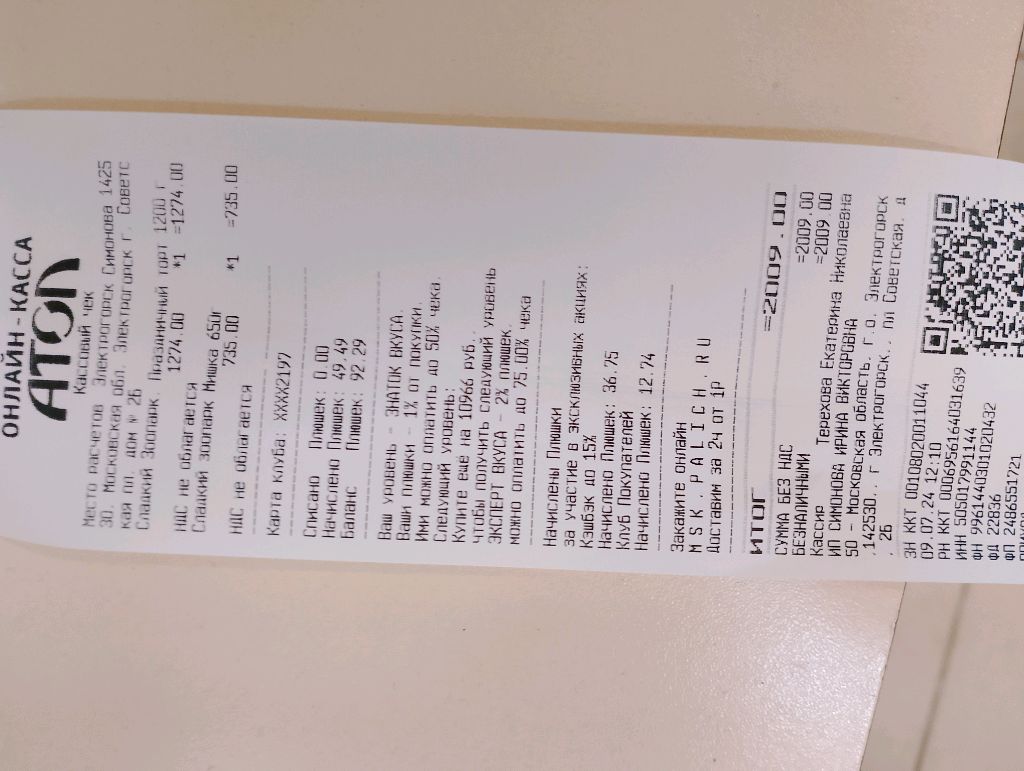 ОНЛАЙН-КАССА
АТОЛ
Кассовый чек
Место расчетов Электрогорск Симонова 1425
30. Московская обл. Электрогорск г. Советс
кая пл. дом № 2б
Сладкий Зоопарк. Праздничный торт 1200 г
1274.00 *1 =1274.00
НДС не облагается
Сладкий зоопарк Мишка 650г
735.00 *1 =735.00
НДС не облагается
Карта клуба: XXXX2197
Списано Плюшек: 0.00
Начислено Плюшек: 49.49
Баланс Плюшек: 92.29
Ваш уровень - ЗНАТОК ВКУСА.
Ваши плюшки - 1% от покупки.
Ими можно оплатить до 50% чека.
Следующий уровень:
Купите еще на 10966 руб..
чтобы получить следующий уровень
ЭКСПЕРТ ВКУСА - 2% плюшек.
можно оплатить до 75.00% чека
Начислены Плюшки
за участие в эксклюзивных акциях:
Кэшбэк до 15%
Начислено Плюшек: 36.75
Клуб Покупателей
Начислено Плюшек: 12.74
Закажите онлайн
MSK.PALICH.RU
Доставим за 2ч от 1р
ИТОГ =2009.00
СУММА БЕЗ НДС =2009.00
БЕЗНАЛИЧНЫМИ =2009.00
Кассир Терехова Екатерина Николаевна
ИП СИМОНОВА ИРИНА ВИКТОРОВНА
50 - Московская область. г.о. Электрогорск
.142530.. г Электрогорск.. пл Советская. д
. 2Б
ЗН ККТ 00108020011044
09.07.24 12:10
РН ККТ 0006956164031639
ИНН 505017991144
ФН 9961440301020432
ФД 22836
ФП 2486551721